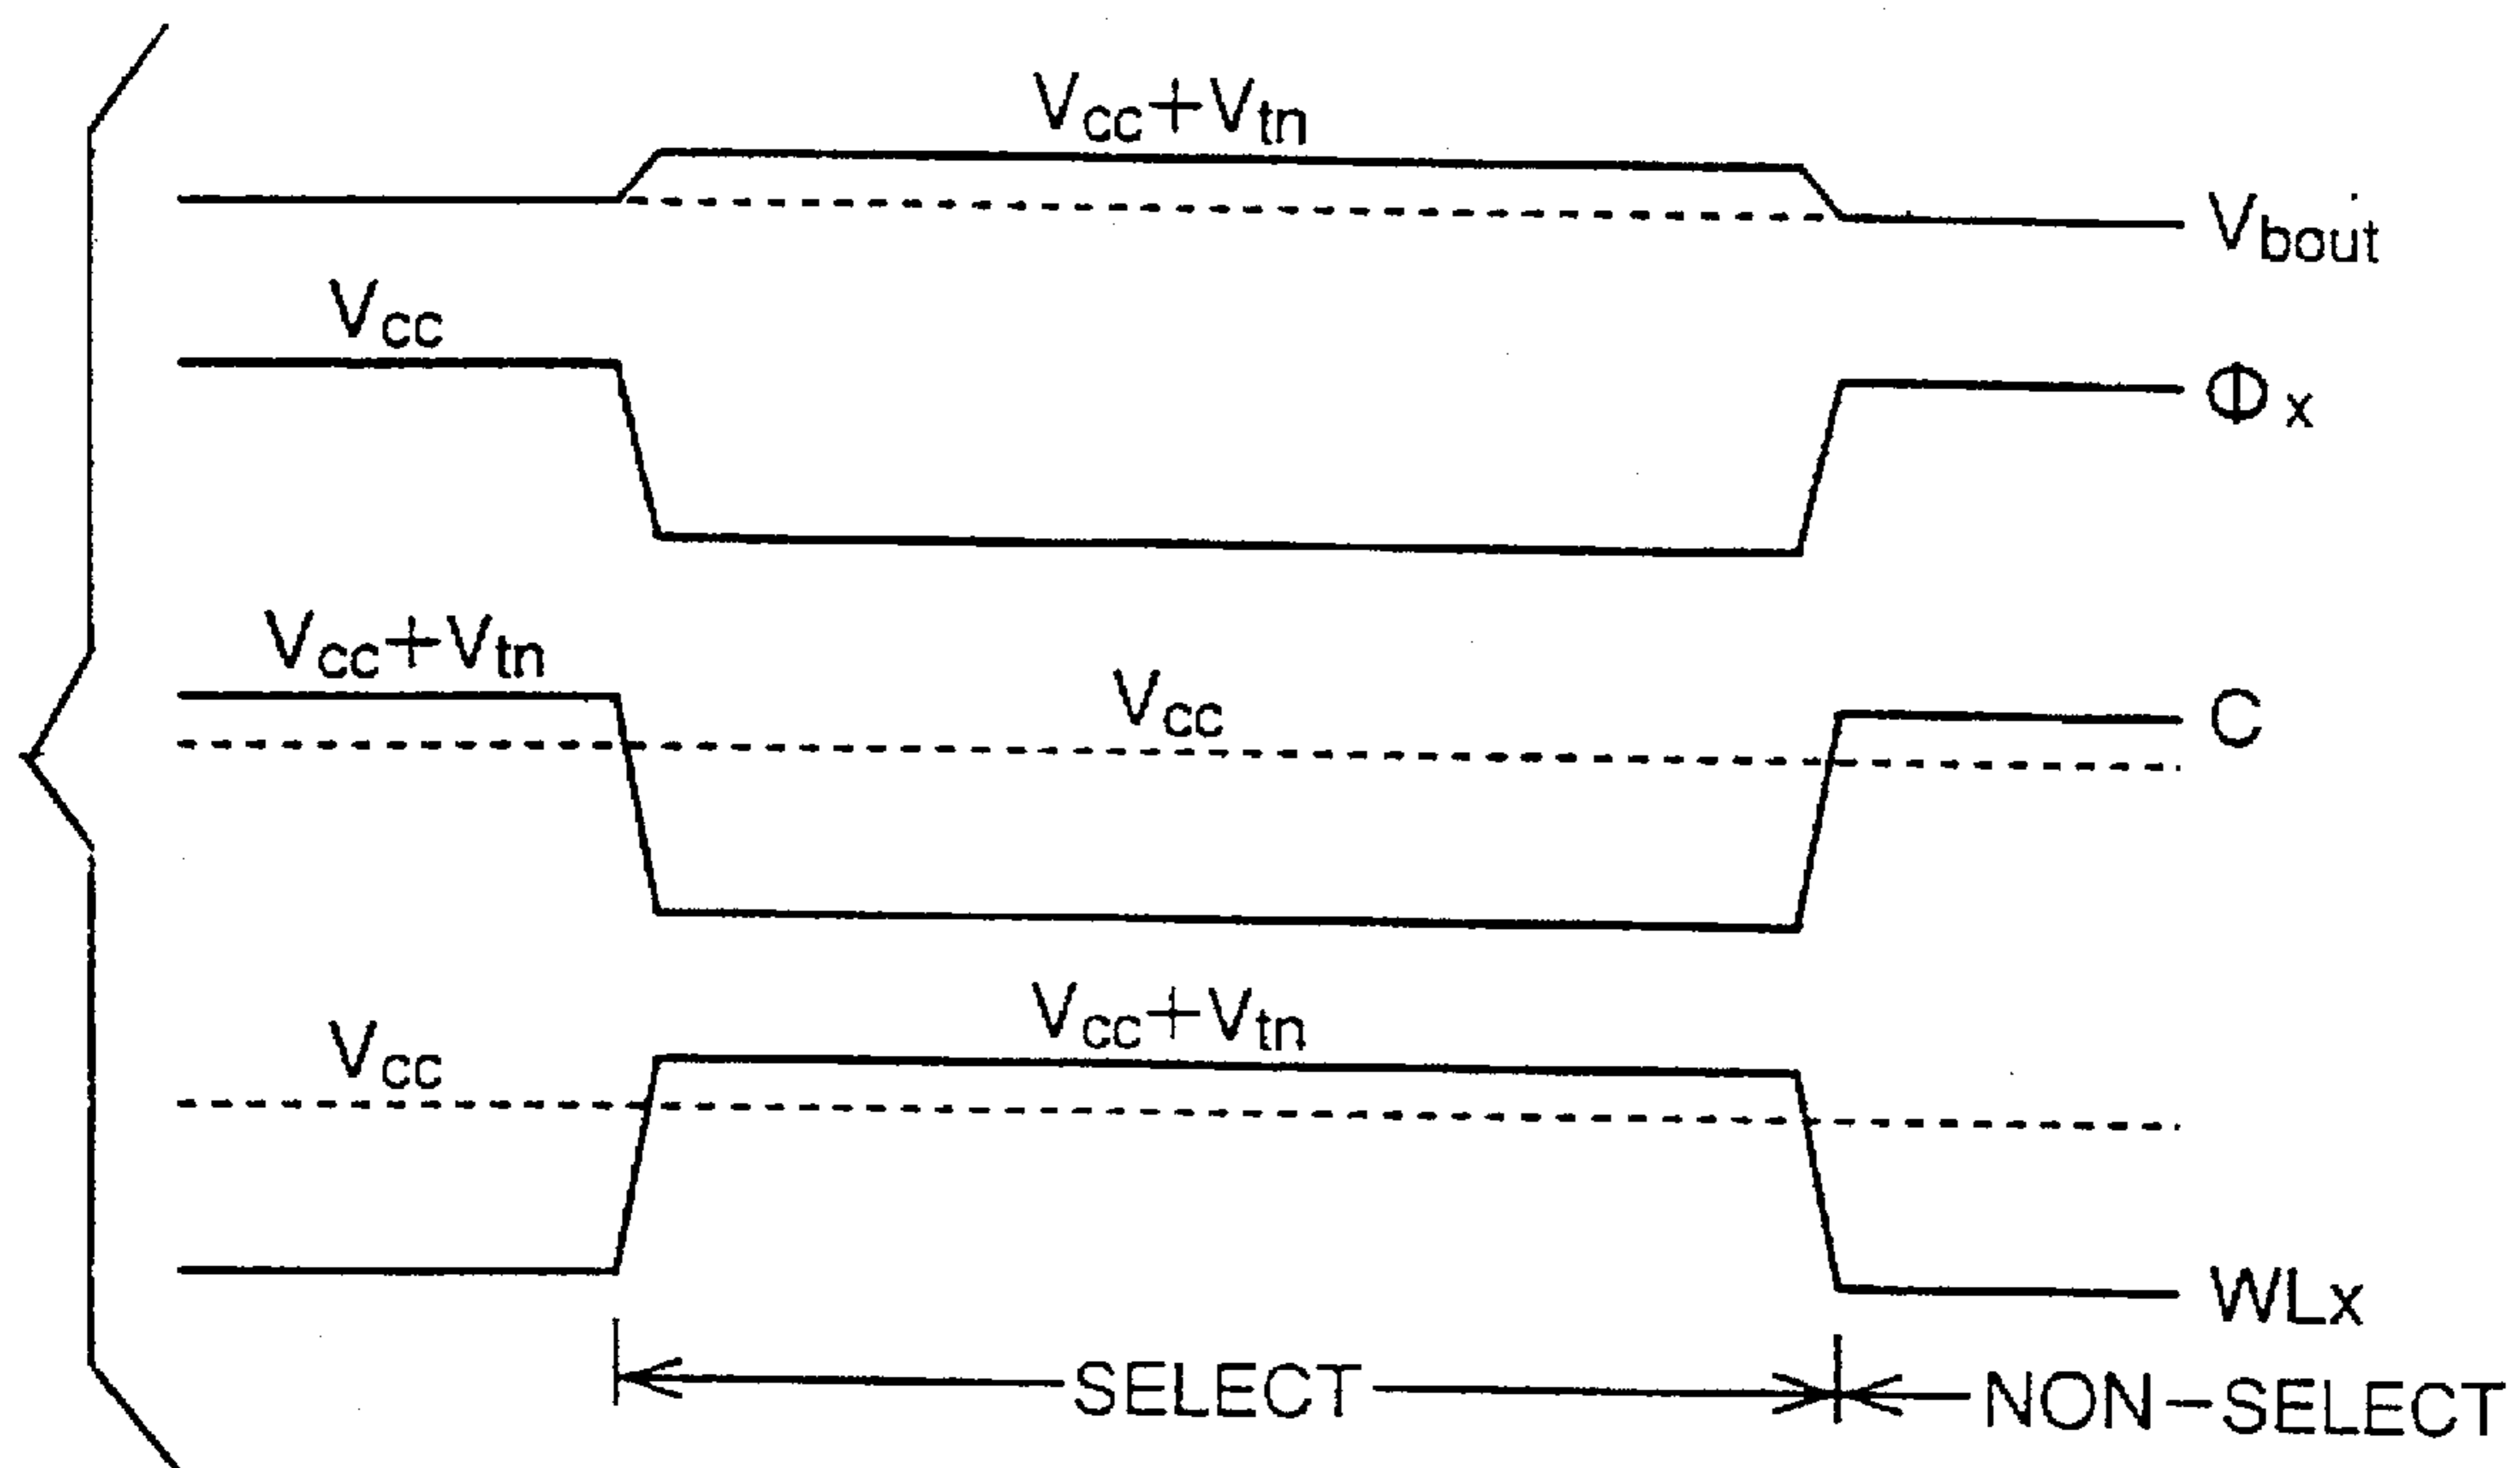 Vcc+Vtn
Vbout
Vcc
Φx
Vcc+Vtn
Vcc
C
Vcc+Vtn
Vcc
WLx
SELECT
NON-SELECT